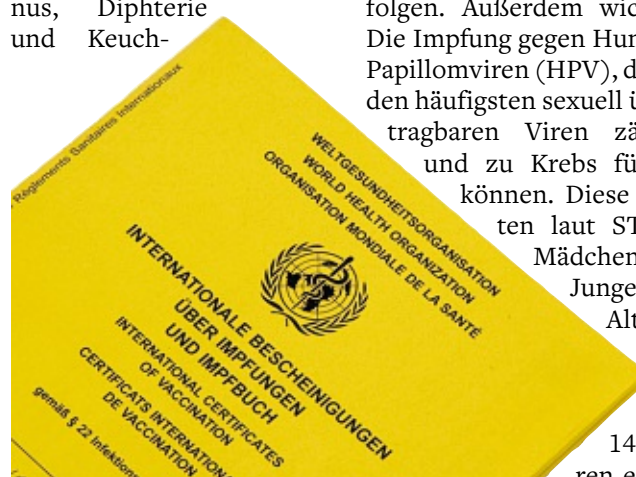 nus, Diphterie
und Keuch-
folgen. Außerdem wic
Die Impfung gegen Hum
Papillomviren (HPV), d
den häufigsten sexuell ü
tragbaren Viren zä
und zu Krebs fü
können. Diese
ten laut ST
Mädchen
Junge
Alt
14
ren e
Règlements Sanitaires Internationaux
WELTGESUNDHEITSORGANISATION
WORLD HEALTH ORGANIZATION
ORGANISATION MONDIALE DE LA SANTÉ
INTERNATIONALE BESCHEINIGUNGEN
ÜBER IMPFUNGEN
UND IMPFBUCH
INTERNATIONAL CERTIFICATES
OF VACCINATION
CERTIFICATS INTERNATION
DE VACCINATION
gemäß § 22 Infektions